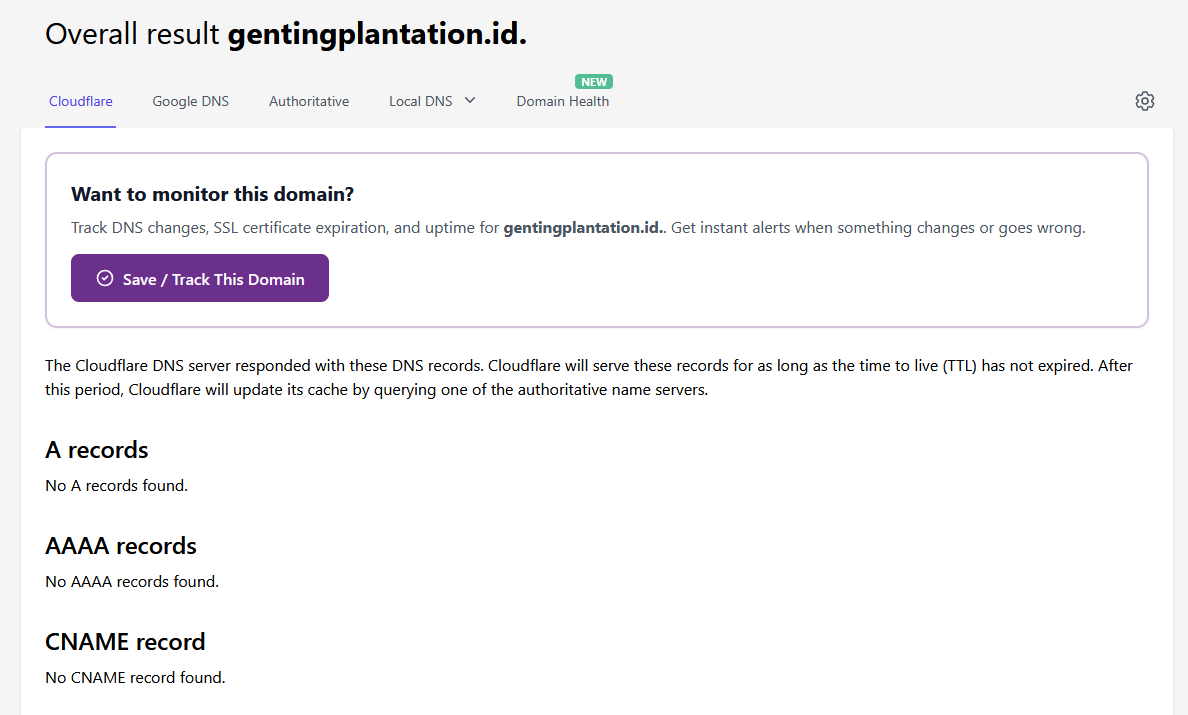 Overall result gentingplantation.id.
NEW
Cloudflare Google DNS Authoritative Local DNS Domain Health
Want to monitor this domain?
Track DNS changes, SSL certificate expiration, and uptime for gentingplantation.id.. Get instant alerts when something changes or goes wrong.
Save / Track This Domain
The Cloudflare DNS server responded with these DNS records. Cloudflare will serve these records for as long as the time to live (TTL) has not expired. After
this period, Cloudflare will update its cache by querying one of the authoritative name servers.
A records
No A records found.
AAAA records
No AAAA records found.
CNAME record
No CNAME record found.